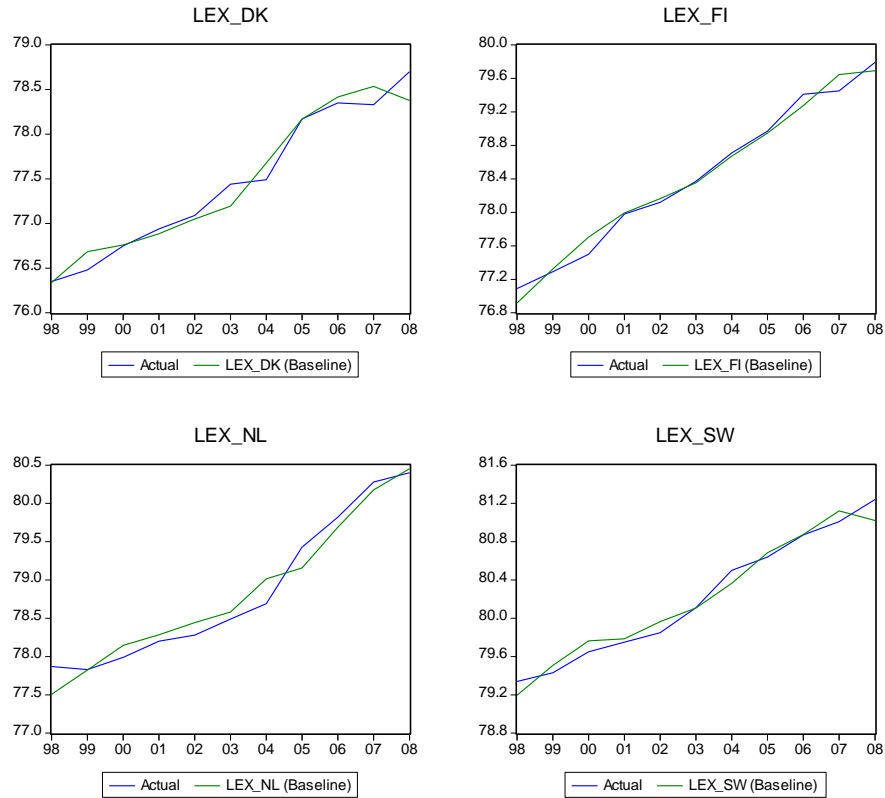 LEX_DK
79.0
78.5
78.0
77.5
77.0
76.5
76.0
98 99 00 01 02 03 04 05 06 07 08
Actual LEX_DK (Baseline)
LEX_FI
80.0
79.6
79.2
78.8
78.4
78.0
77.6
77.2
76.8
98 99 00 01 02 03 04 05 06 07 08
Actual LEX_FI (Baseline)
LEX_NL
80.5
80.0
79.5
79.0
78.5
78.0
77.5
77.0
98 99 00 01 02 03 04 05 06 07 08
Actual LEX_NL (Baseline)
LEX_SW
81.6
81.2
80.8
80.4
80.0
79.6
79.2
78.8
98 99 00 01 02 03 04 05 06 07 08
Actual LEX_SW (Baseline)